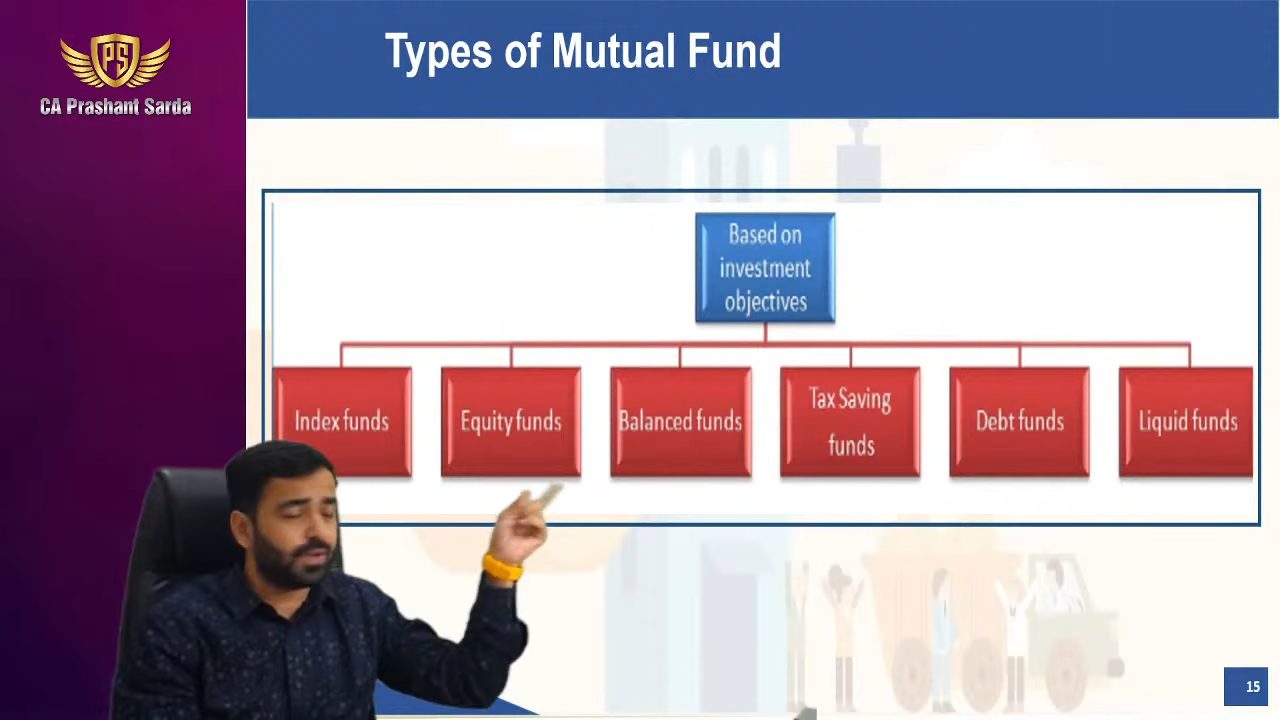 PS
CA Prashant Sarda
Types of Mutual Fund
Based on
investment
objectives
Index funds
Equity funds
Balanced funds
Tax Saving
funds
Debt funds
Liquid funds
15